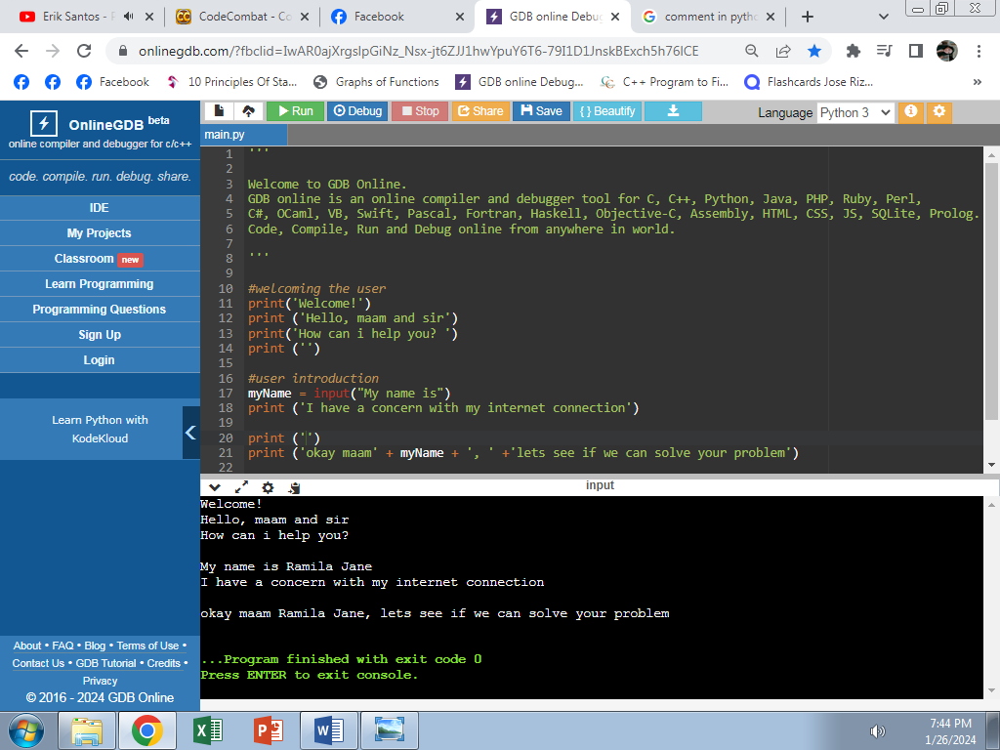 Erik Santos - F
CodeCombat - Co
Facebook
GDB online Debug
comment in pytho
onlinegdb.com/?fbclid=IwAR0ajXrgslpGiNz_Nsx-jt6ZJJ1hwYpuY6T6-79I1D1JnskBExch5h76ICE
Facebook
10 Principles Of Sta...
Graphs of Functions
GDB online Debug...
C++ Program to Fi...
Flashcards Jose Riz...
»
OnlineGDB beta
online compiler and debugger for c/c++
code. compile. run. debug. share.
IDE
My Projects
Classroom new
Learn Programming
Programming Questions
Sign Up
Login
Learn Python with
KodeKloud
About • FAQ • Blog • Terms of Use •
Contact Us • GDB Tutorial • Credits •
Privacy
© 2016 - 2024 GDB Online
Run Debug Stop Share Save {} Beautify
Language Python 3
main.py
1 '''
2
3 Welcome to GDB Online.
4 GDB online is an online compiler and debugger tool for C, C++, Python, Java, PHP, Ruby, Perl,
5 C#, OCaml, VB, Swift, Pascal, Fortran, Haskell, Objective-C, Assembly, HTML, CSS, JS, SQLite, Prolog.
6 Code, Compile, Run and Debug online from anywhere in world.
7
8 '''
9
10 #welcoming the user
11 print('Welcome!')
12 print ('Hello, maam and sir')
13 print('How can i help you? ')
14 print ('')
15
16 #user introduction
17 myName = input("My name is")
18 print ('I have a concern with my internet connection')
19
20 print ('')
21 print ('okay maam' + myName + ', ' +'lets see if we can solve your problem')
22
input
Welcome!
Hello, maam and sir
How can i help you?
My name is Ramila Jane
I have a concern with my internet connection
okay maam Ramila Jane, lets see if we can solve your problem
...Program finished with exit code 0
Press ENTER to exit console.
7:44 PM
1/26/2024